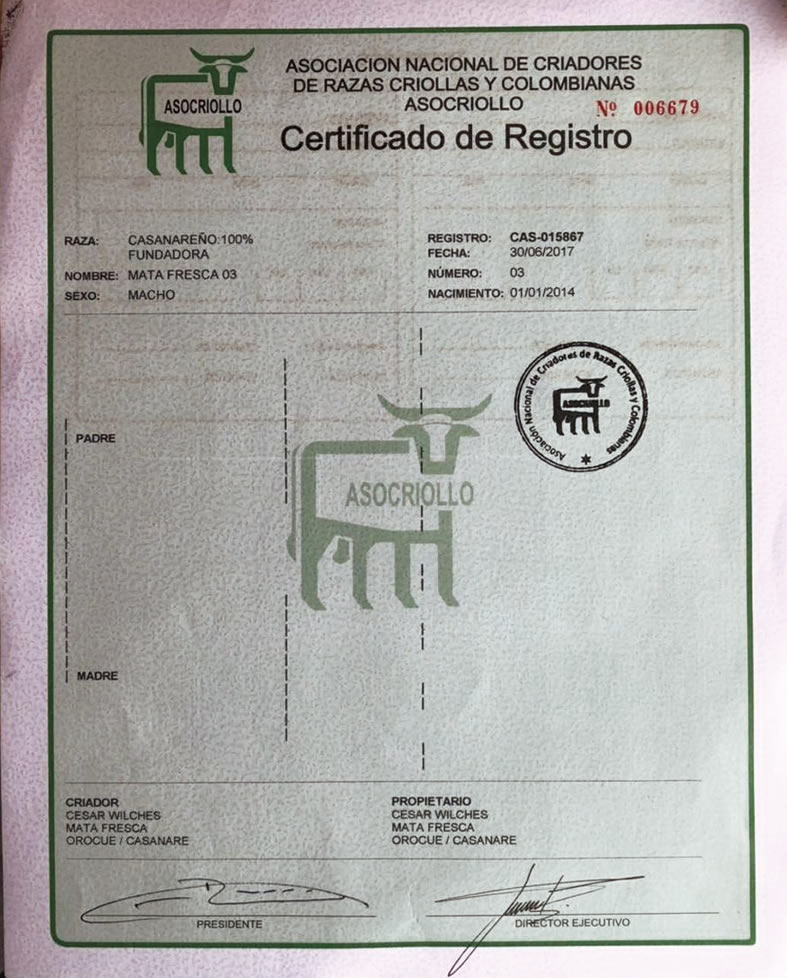 ASOCRIOLLO
ASOCIACION NACIONAL DE CRIADORES
DE RAZAS CRIOLLAS Y COLOMBIANAS
ASOCRIOLLO
Nº 006679
Certificado de Registro
RAZA: CASANAREÑO:100%
FUNDADORA
NOMBRE: MATA FRESCA 03
SEXO: MACHO
REGISTRO: CAS-015867
FECHA: 30/06/2017
NÚMERO: 03
NACIMIENTO: 01/01/2014
Asociación Nacional de Criadores de Razas Criollas y Colombianas
ASOCRIOLLO
PADRE
ASOCRIOLLO
MADRE
CRIADOR
CESAR WILCHES
MATA FRESCA
OROCUE / CASANARE
PROPIETARIO
CESAR WILCHES
MATA FRESCA
OROCUE / CASANARE
PRESIDENTE
DIRECTOR EJECUTIVO